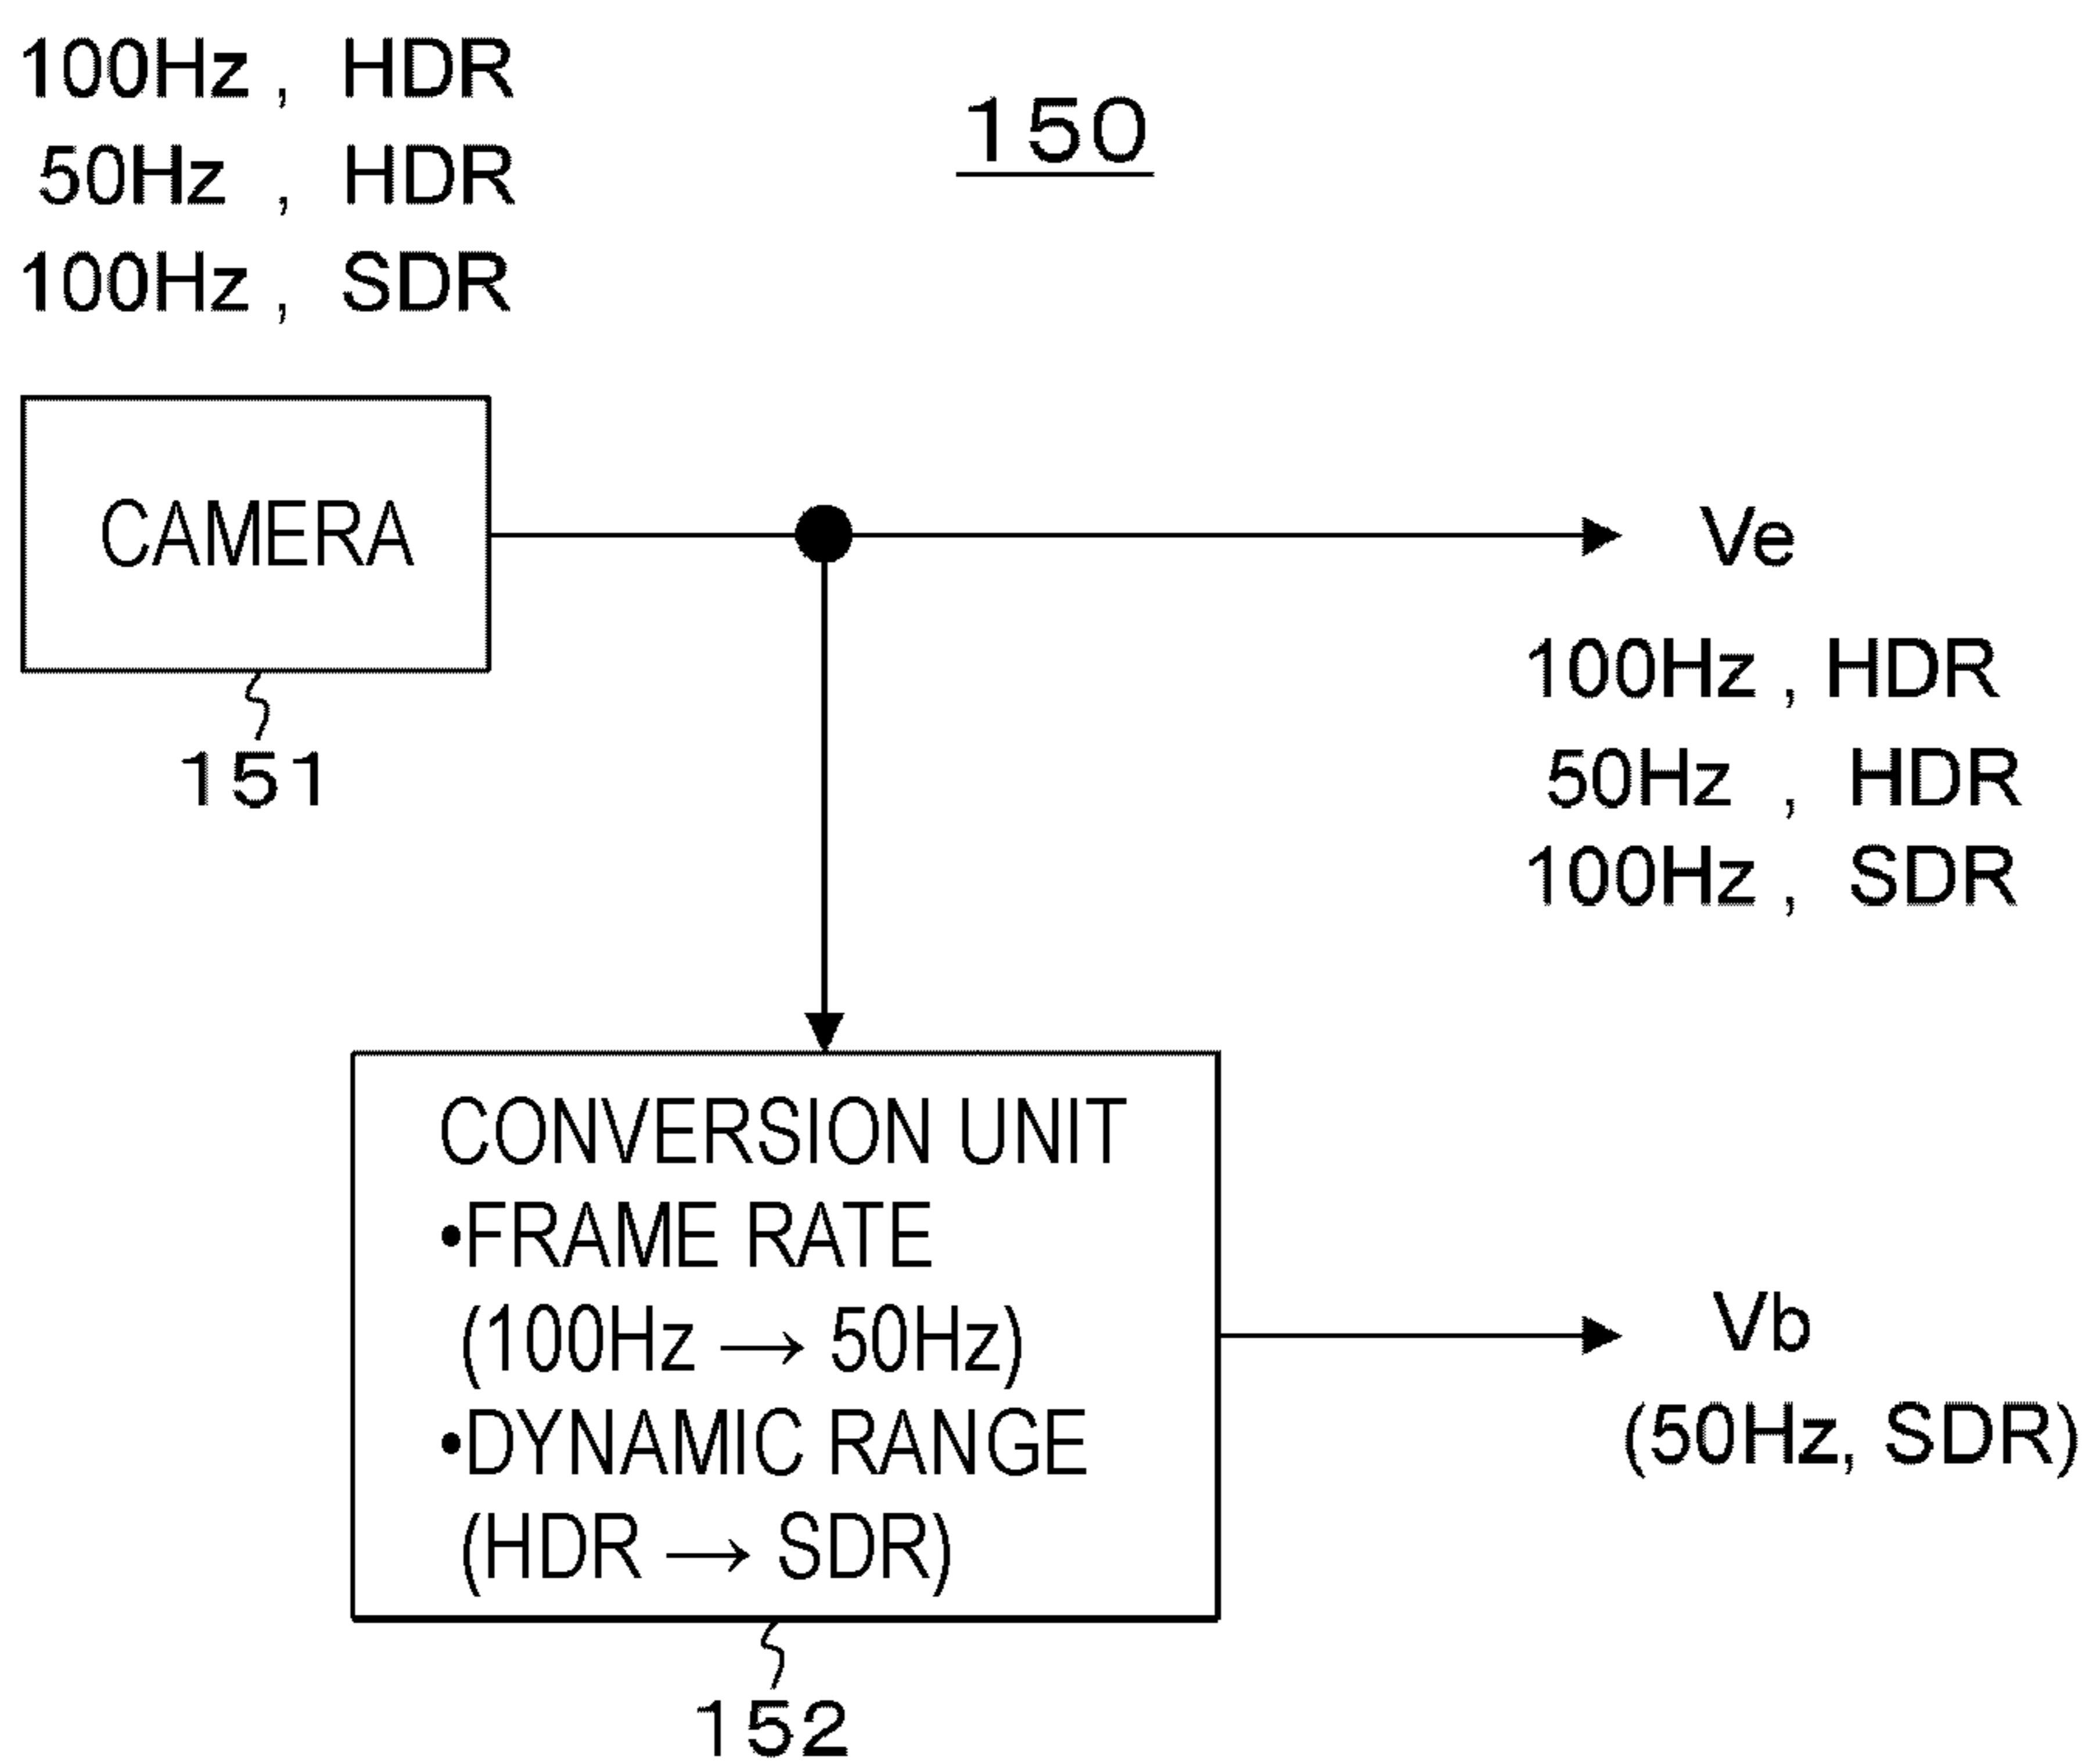 100Hz , HDR
50Hz , HDR
100Hz , SDR
150
CAMERA
151
Ve
100Hz , HDR
50Hz , HDR
100Hz , SDR
CONVERSION UNIT
•FRAME RATE
(100Hz → 50Hz)
•DYNAMIC RANGE
(HDR → SDR)
152
Vb
(50Hz, SDR)